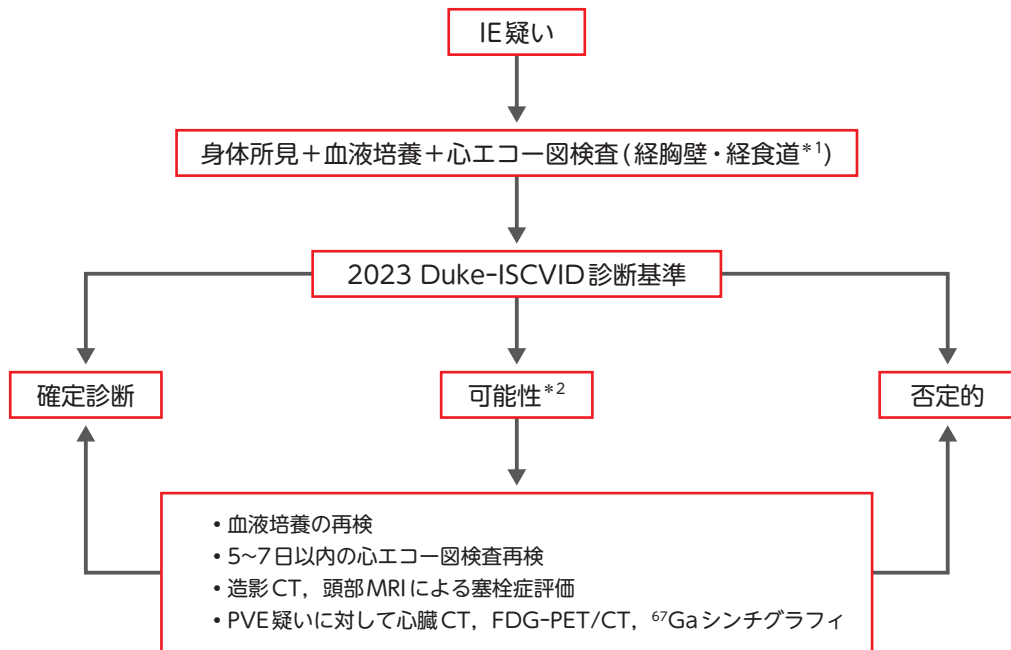 IE疑い
身体所見＋血液培養＋心エコー図検査(経胸壁・経食道*1)
2023 Duke-ISCVID診断基準
確定診断
可能性*2
否定的
・血液培養の再検
・5~7日以内の心エコー図検査再検
・造影CT，頭部MRIによる塞栓症評価
・PVE疑いに対して心臓CT，FDG-PET/CT，67Gaシンチグラフィ